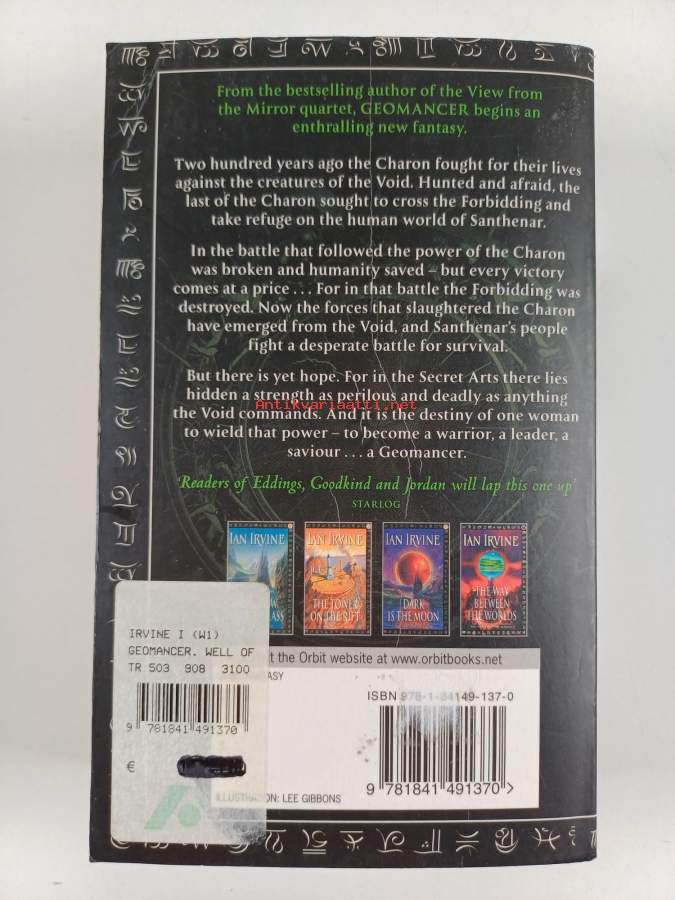 From the bestselling author of the View from
the Mirror quartet, GEOMANCER begins an
enthralling new fantasy.
Two hundred years ago the Charon fought for their lives
against the creatures of the Void. Hunted and afraid, the
last of the Charon sought to cross the Forbidding and
take refuge on the human world of Santhenar.
In the battle that followed the power of the Charon
was broken and humanity saved – but every victory
comes at a price . . . For in that battle the Forbidding was
destroyed. Now the forces that slaughtered the Charon
have emerged from the Void, and Santhenar's people
fight a desperate battle for survival.
But there is yet hope. For in the Secret Arts there lies
hidden a strength as perilous and deadly as anything
Antikvariaatti.net
the Void commands. And it is the destiny of one woman
to wield that power – to become a warrior, a leader, a
saviour . . . a Geomancer.
'Readers of Eddings, Goodkind and Jordan will lap this one up'
STARLOG
IAN IRVINE
IAN IRVINE
THE TOWER
ON THE RIFT
IAN IRVINE
DARK
IS THE MOON
IAN IRVINE
THE WAY
BETWEEN
THE WORLDS
t the Orbit website at www.orbitbooks.net
ASY
ISBN 978-1-84149-137-0
9 781841 491370 >
ILLUSTRATION: LEE GIBBONS
IRVINE I (W1)
GEOMANCER. WELL OF
TR 503 908 3100
9 781841 491370
€